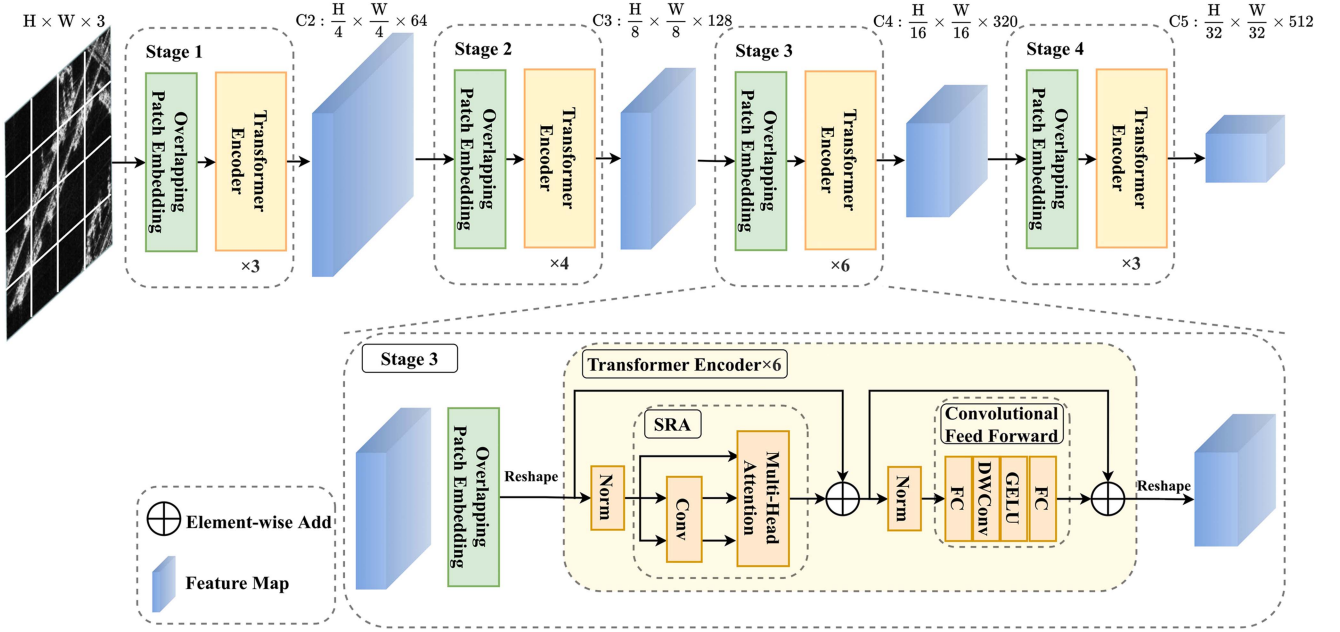 H × W × 3
C2 : H/4 × W/4 × 64
C3 : H/8 × W/8 × 128
C4 : H/16 × W/16 × 320
C5 : H/32 × W/32 × 512
Stage 1
Overlapping
Patch Embedding
Transformer
Encoder
×3
Stage 2
Overlapping
Patch Embedding
Transformer
Encoder
×4
Stage 3
Overlapping
Patch Embedding
Transformer
Encoder
×6
Stage 4
Overlapping
Patch Embedding
Transformer
Encoder
×3
Stage 3
Overlapping
Patch Embedding
Reshape
Transformer Encoder×6
Norm
SRA
Conv
Multi-Head
Attention
Norm
Convolutional
Feed Forward
FC
DWConv
GELU
FC
Reshape
Element-wise Add
Feature Map